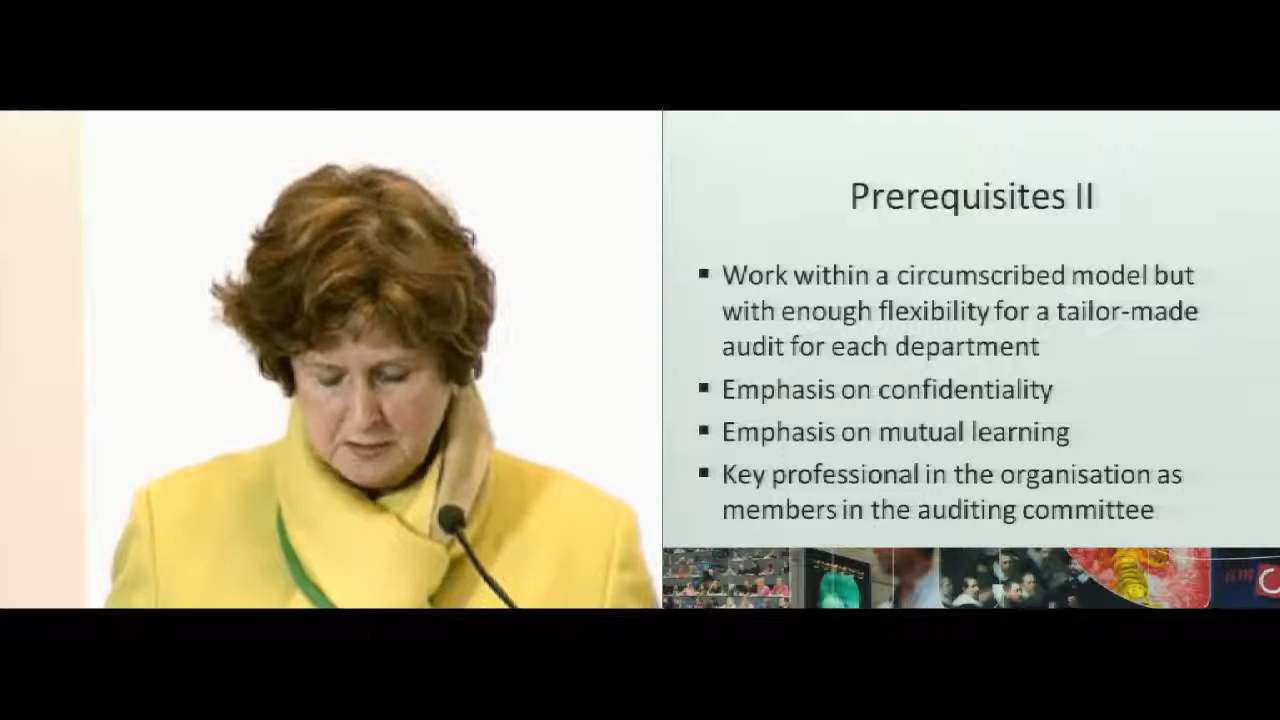 Prerequisites II
▪ Work within a circumscribed model but
with enough flexibility for a tailor-made
audit for each department
▪ Emphasis on confidentiality
▪ Emphasis on mutual learning
▪ Key professional in the organisation as
members in the auditing committee
am C